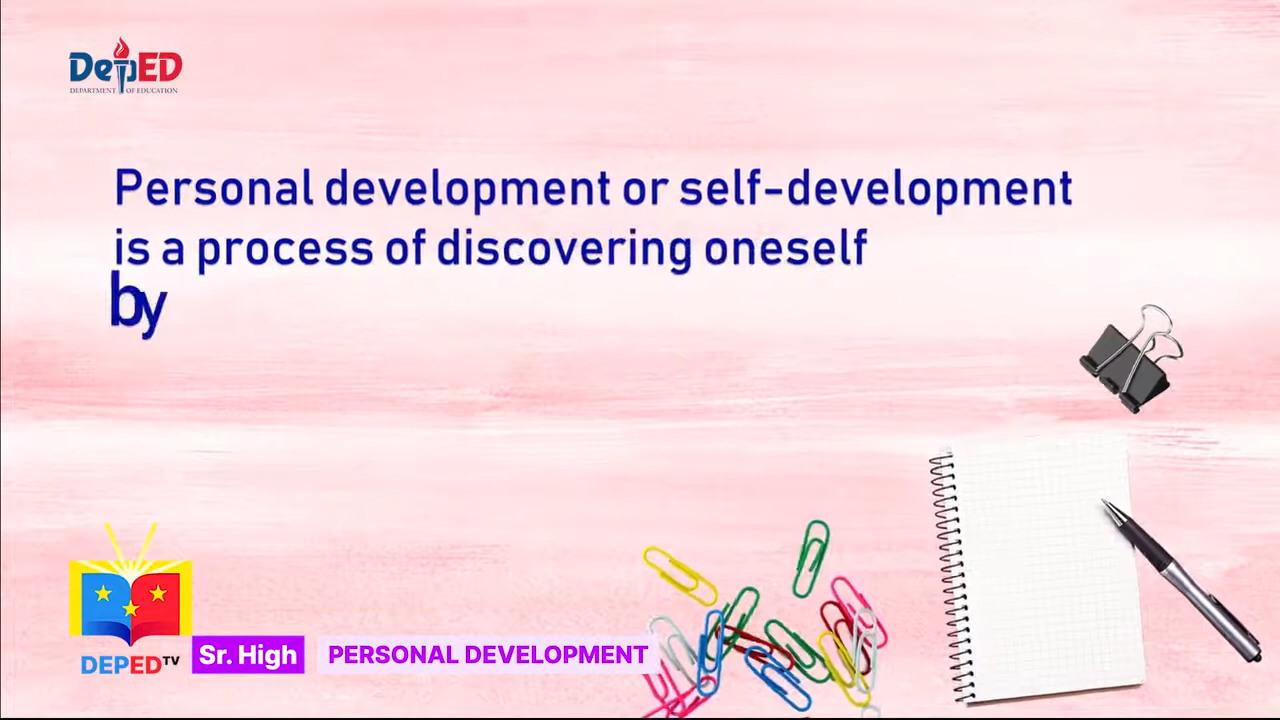 DepED
DEPARTMENT OF EDUCATION
Personal development or self-development
is a process of discovering oneself
by
DEPED TV
Sr. High
PERSONAL DEVELOPMENT